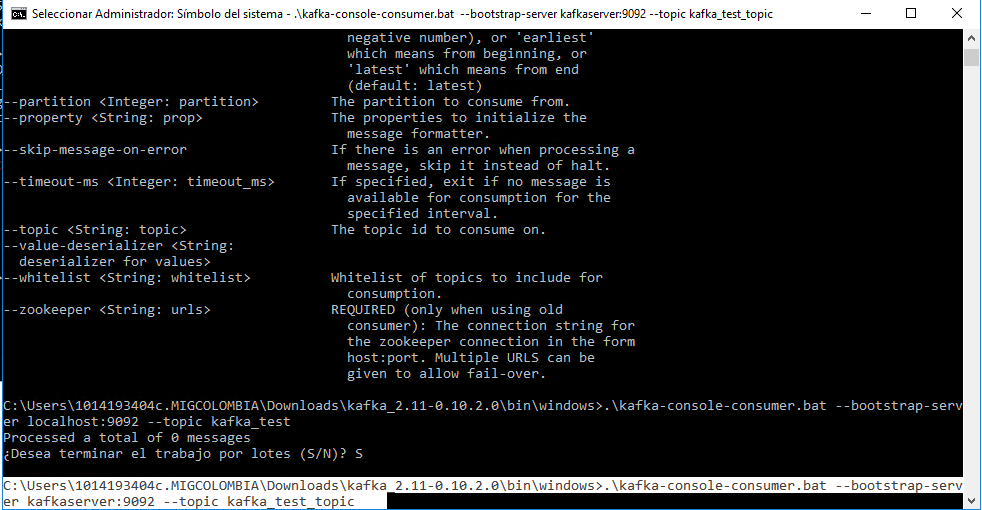 Seleccionar Administrador: Símbolo del sistema - .\kafka-console-consumer.bat --bootstrap-server kafkaserver:9092 --topic kafka_test_topic
negative number), or 'earliest'
which means from beginning, or
'latest' which means from end
(default: latest)
--partition <Integer: partition> The partition to consume from.
--property <String: prop> The properties to initialize the
message formatter.
--skip-message-on-error If there is an error when processing a
message, skip it instead of halt.
--timeout-ms <Integer: timeout_ms> If specified, exit if no message is
available for consumption for the
specified interval.
--topic <String: topic> The topic id to consume on.
--value-deserializer <String:
deserializer for values>
--whitelist <String: whitelist> Whitelist of topics to include for
consumption.
--zookeeper <String: urls> REQUIRED (only when using old
consumer): The connection string for
the zookeeper connection in the form
host:port. Multiple URLS can be
given to allow fail-over.
C:\Users\1014193404c.MIGCOLOMBIA\Downloads\kafka_2.11-0.10.2.0\bin\windows>.\kafka-console-consumer.bat --bootstrap-serv
er localhost:9092 --topic kafka_test
Processed a total of 0 messages
¿Desea terminar el trabajo por lotes (S/N)? S
C:\Users\1014193404c.MIGCOLOMBIA\Downloads\kafka_2.11-0.10.2.0\bin\windows>.\kafka-console-consumer.bat --bootstrap-serv
er kafkaserver:9092 --topic kafka_test_topic